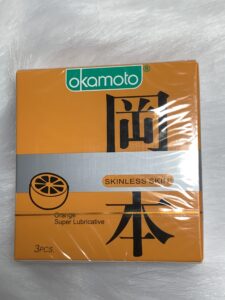 okamoto
岡
SKINLESS SKIN
本
Orange
Super Lubricative
3PCS.